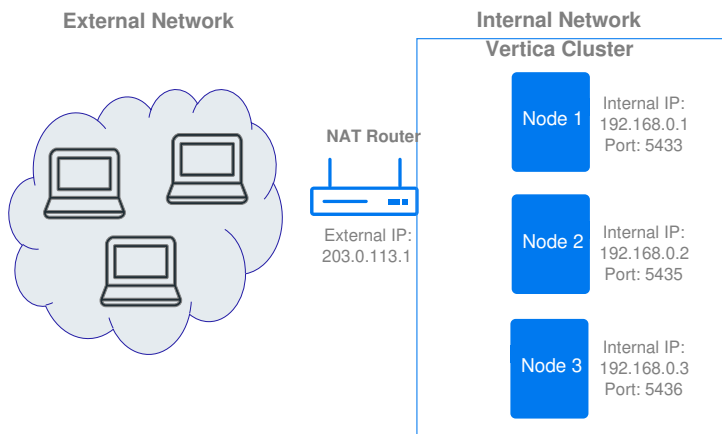 External Network
Internal Network
Vertica Cluster
NAT Router
External IP:
203.0.113.1
Node 1
Internal IP:
192.168.0.1
Port: 5433
Node 2
Internal IP:
192.168.0.2
Port: 5435
Node 3
Internal IP:
192.168.0.3
Port: 5436